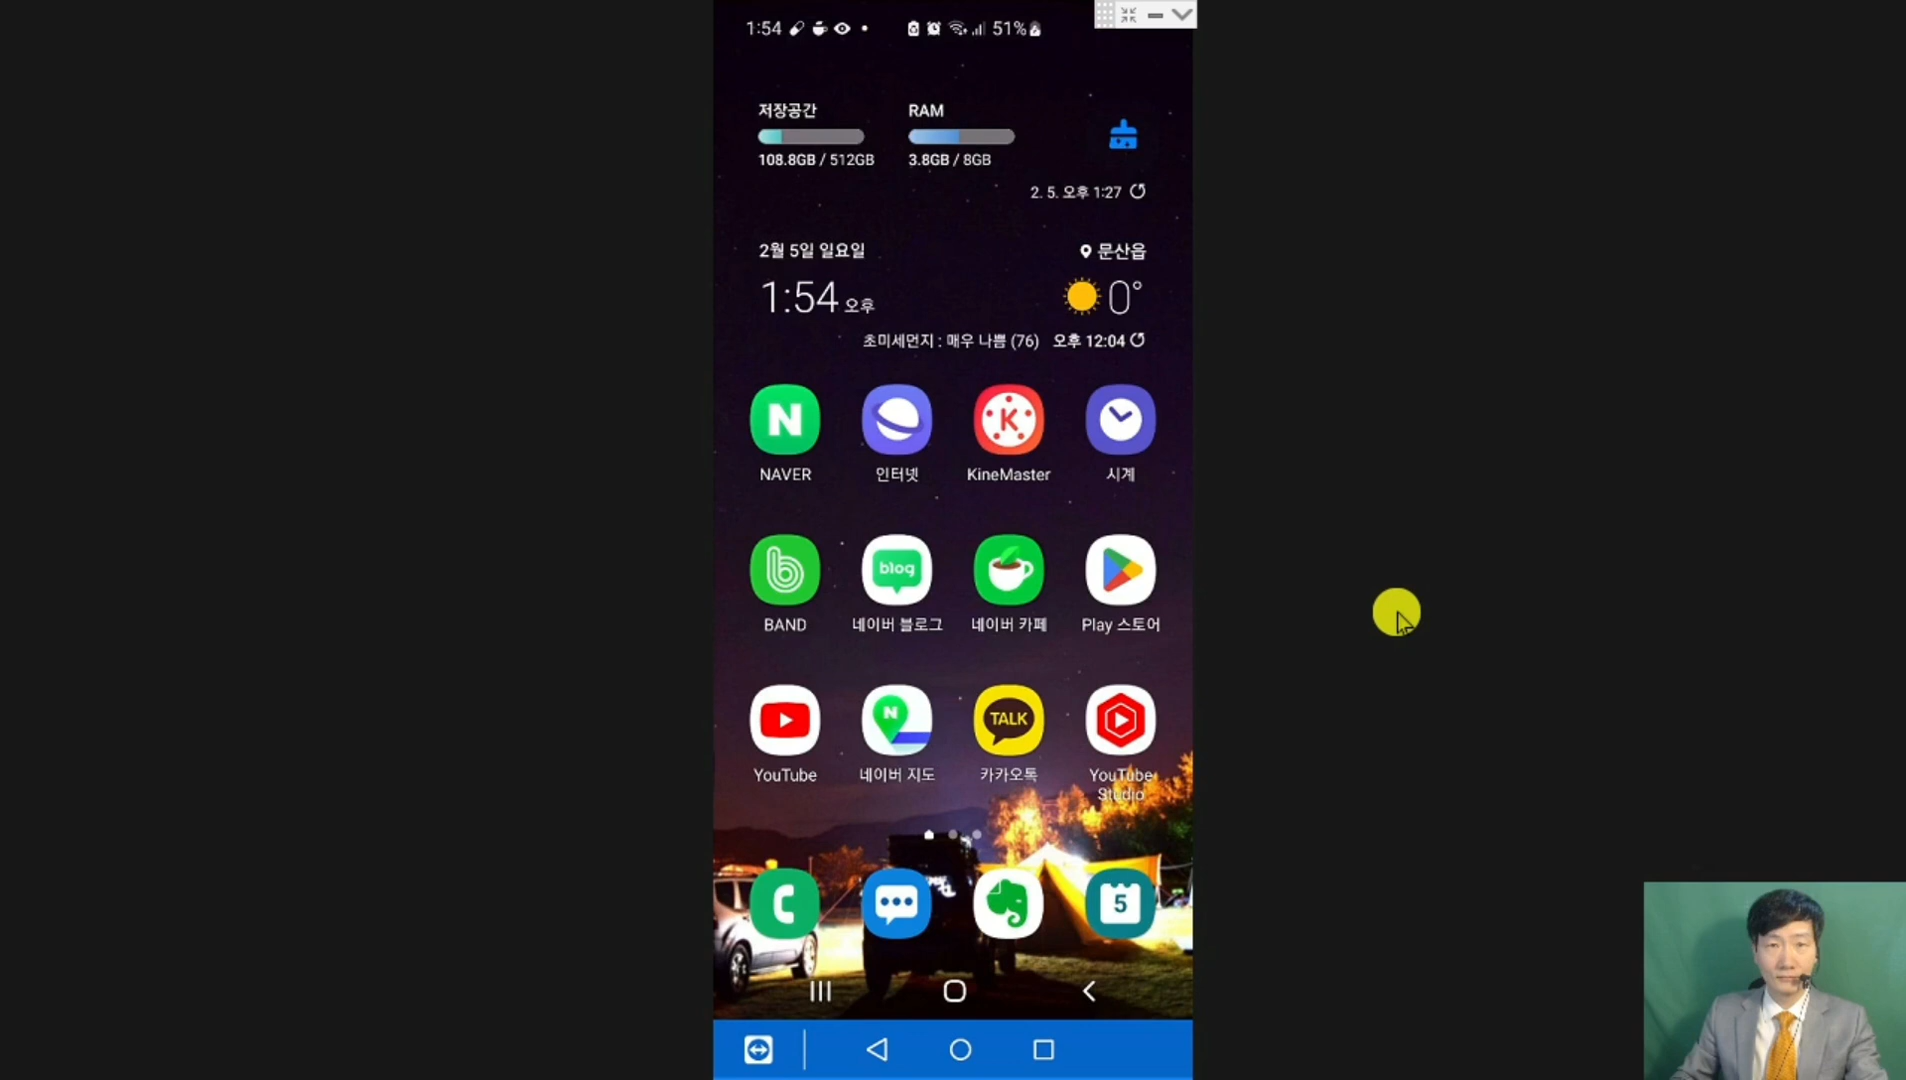 1:54
51%
저장공간
RAM
108.8GB / 512GB
3.8GB / 8GB
2. 5. 오후 1:27
2월 5일 일요일
문산읍
1:54 오후
0°
초미세먼지 : 매우 나쁨 (76) 오후 12:04
N
K
NAVER
인터넷
KineMaster
시계
b
blog
BAND
네이버 블로그
네이버 카페
Play 스토어
N
TALK
YouTube
네이버 지도
카카오톡
YouTube
Studio
5